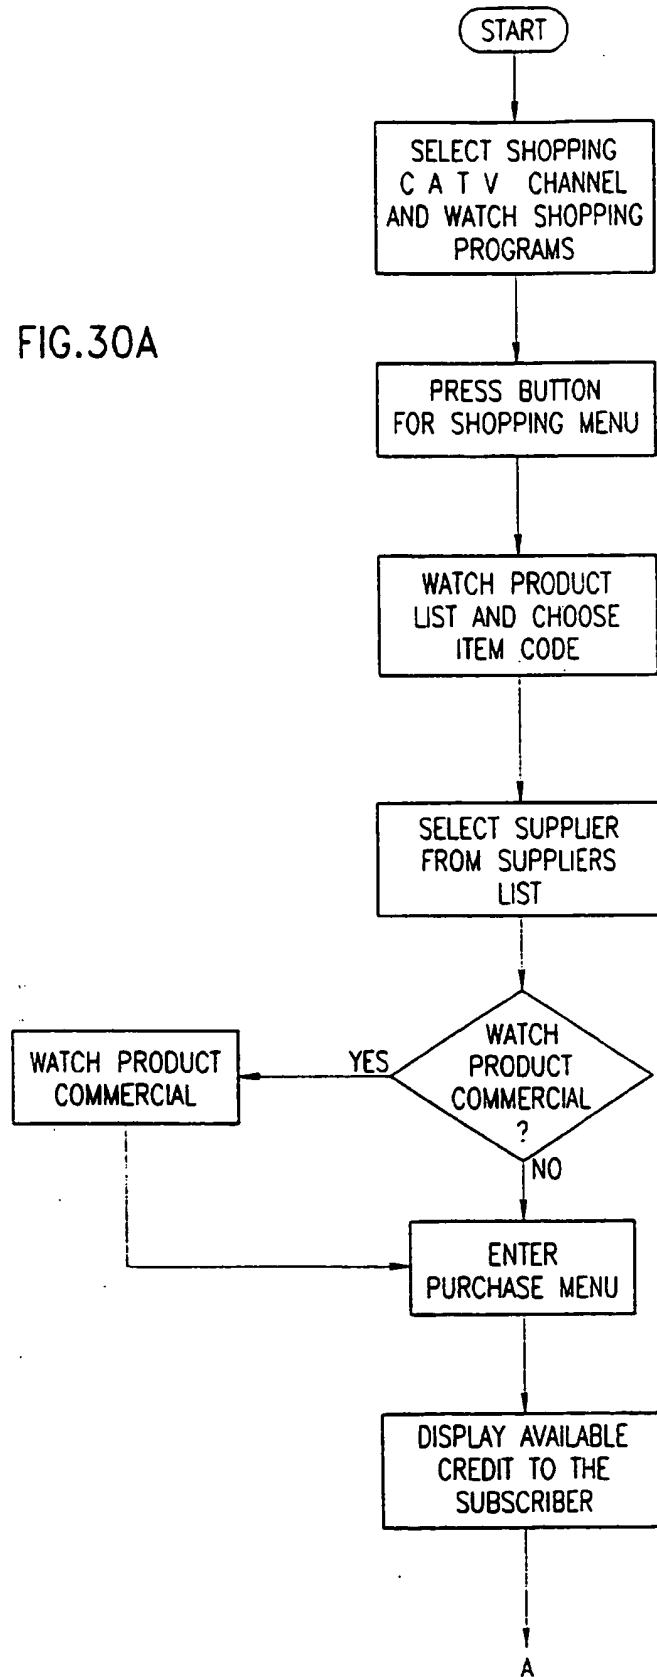 START
SELECT SHOPPING
C A T V CHANNEL
AND WATCH SHOPPING
PROGRAMS
FIG.30A
PRESS BUTTON
FOR SHOPPING MENU
WATCH PRODUCT
LIST AND CHOOSE
ITEM CODE
SELECT SUPPLIER
FROM SUPPLIERS
LIST
WATCH
PRODUCT
COMMERCIAL
?
YES
WATCH PRODUCT
COMMERCIAL
NO
ENTER
PURCHASE MENU
DISPLAY AVAILABLE
CREDIT TO THE
SUBSCRIBER
A